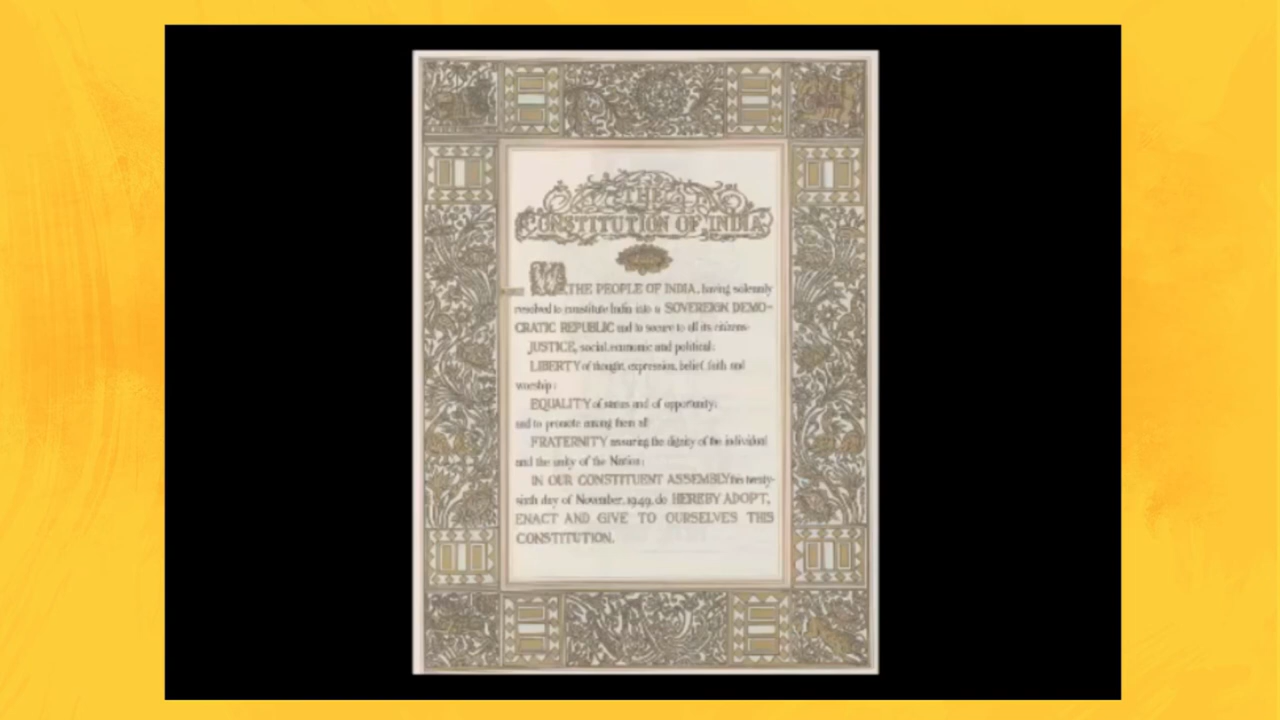 THE
CONSTITUTION OF INDIA
WE, THE PEOPLE OF INDIA, having solemnly
resolved to constitute India into a SOVEREIGN DEMO-
CRATIC REPUBLIC and to secure to all its citizens:
JUSTICE, social, economic and political;
LIBERTY of thought, expression, belief, faith and
worship;
EQUALITY of status and of opportunity;
and to promote among them all
FRATERNITY assuring the dignity of the individual
and the unity of the Nation;
IN OUR CONSTITUENT ASSEMBLY this twenty-
sixth day of November, 1949, do HEREBY ADOPT,
ENACT AND GIVE TO OURSELVES THIS
CONSTITUTION.